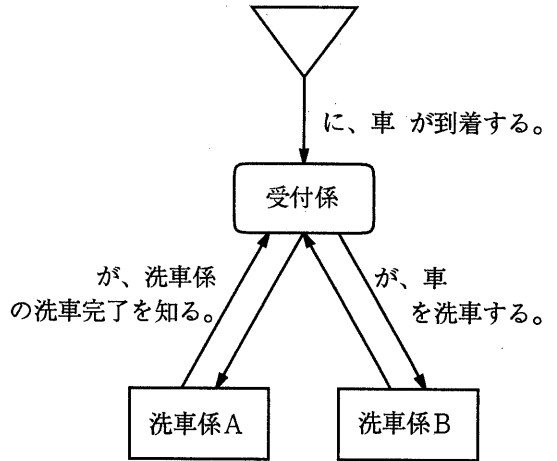 に、車 が到着する。
受付係
が、洗車係
の洗車完了を知る。
が、車
を洗車する。
洗車係A
洗車係B